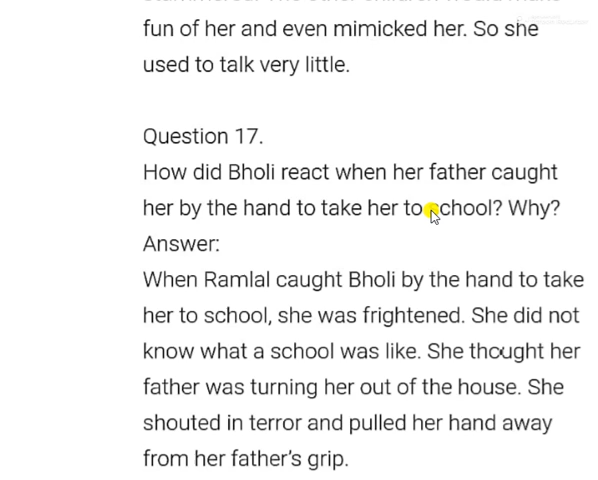 fun of her and even mimicked her. So she
used to talk very little.
Question 17.
How did Bholi react when her father caught
her by the hand to take her to school? Why?
Answer:
When Ramlal caught Bholi by the hand to take
her to school, she was frightened. She did not
know what a school was like. She thought her
father was turning her out of the house. She
shouted in terror and pulled her hand away
from her father's grip.